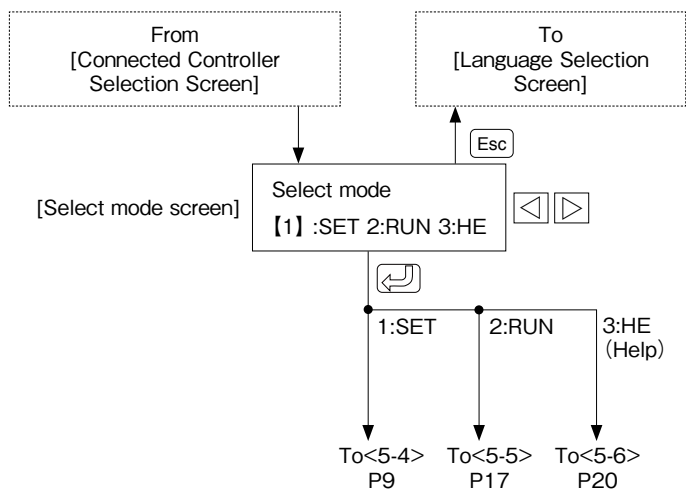 From
[Connected Controller
Selection Screen]
To
[Language Selection
Screen]
Esc
[Select mode screen]
Select mode
【1】:SET 2:RUN 3:HE
1:SET
2:RUN
3:HE
(Help)
To<5-4>
P9
To<5-5>
P17
To<5-6>
P20